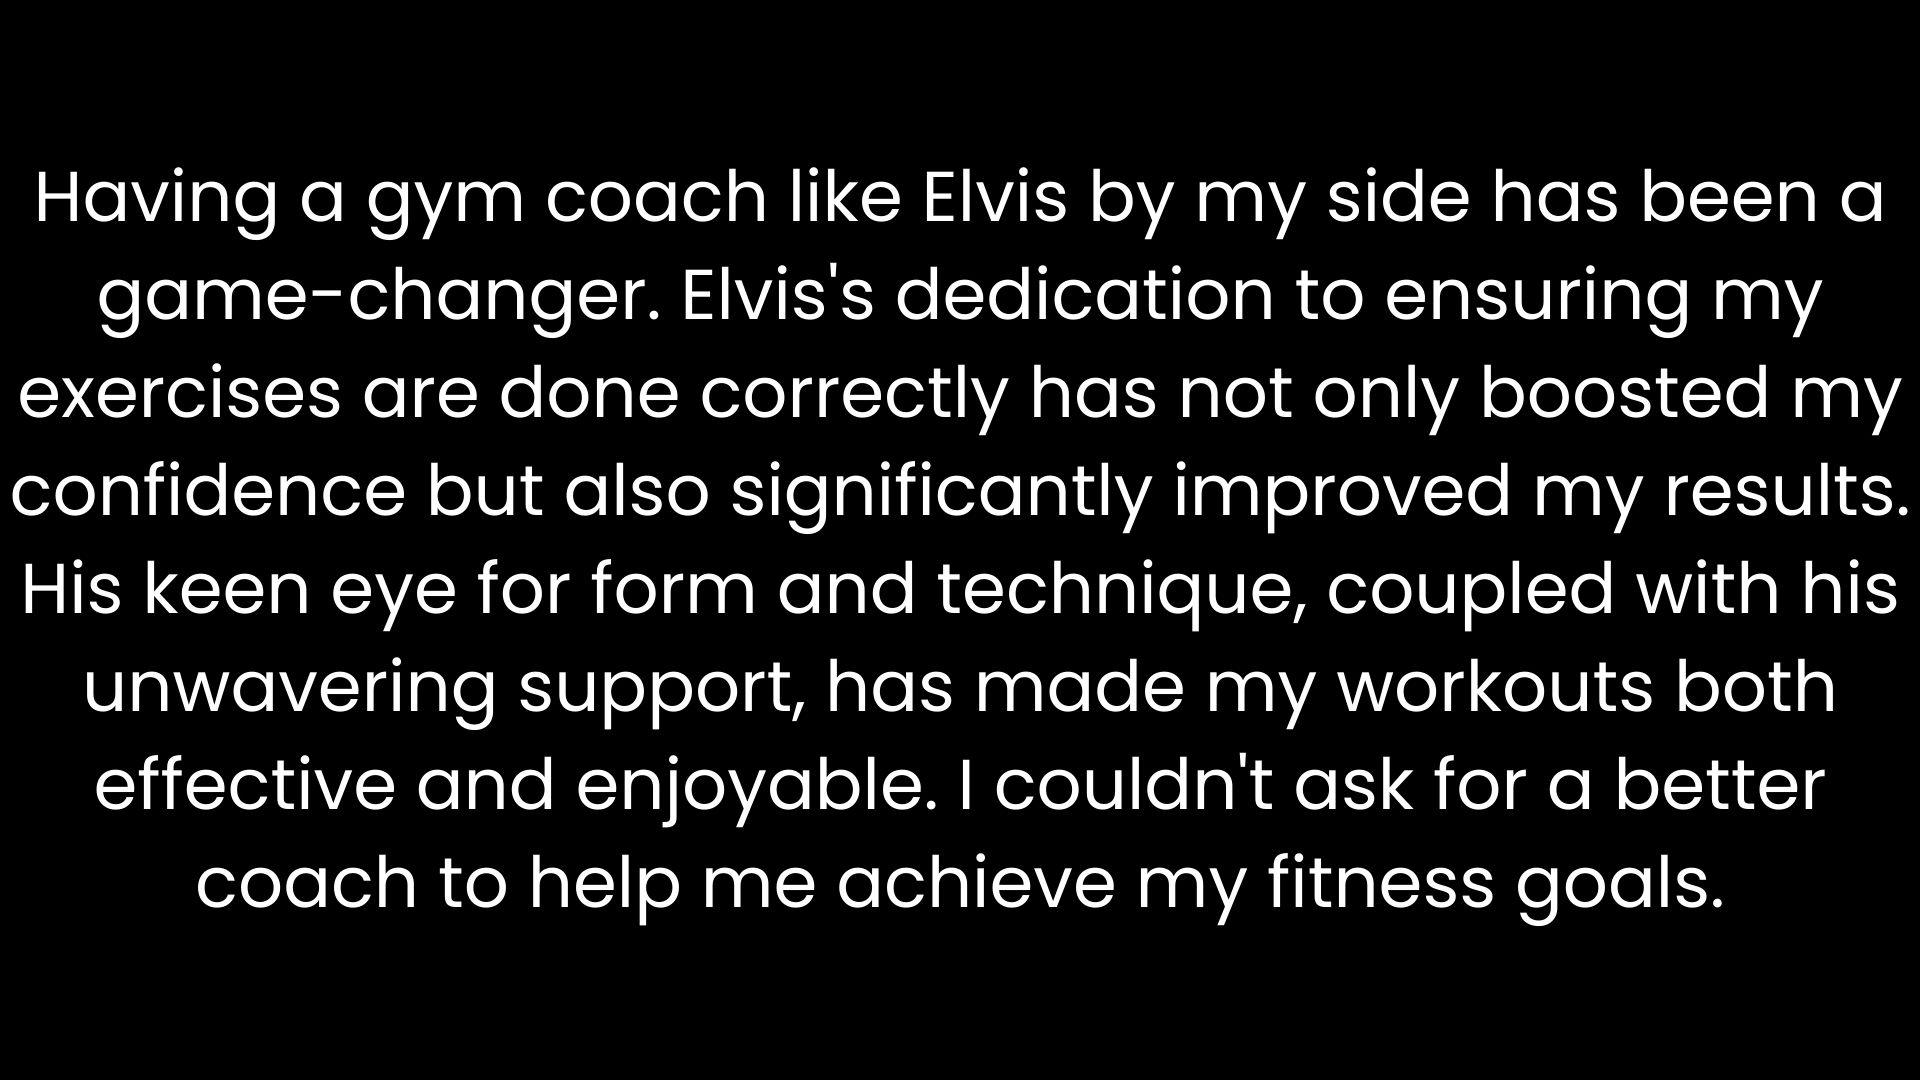 Having a gym coach like Elvis by my side has been a
game-changer. Elvis's dedication to ensuring my
exercises are done correctly has not only boosted my
confidence but also significantly improved my results.
His keen eye for form and technique, coupled with his
unwavering support, has made my workouts both
effective and enjoyable. I couldn't ask for a better
coach to help me achieve my fitness goals.